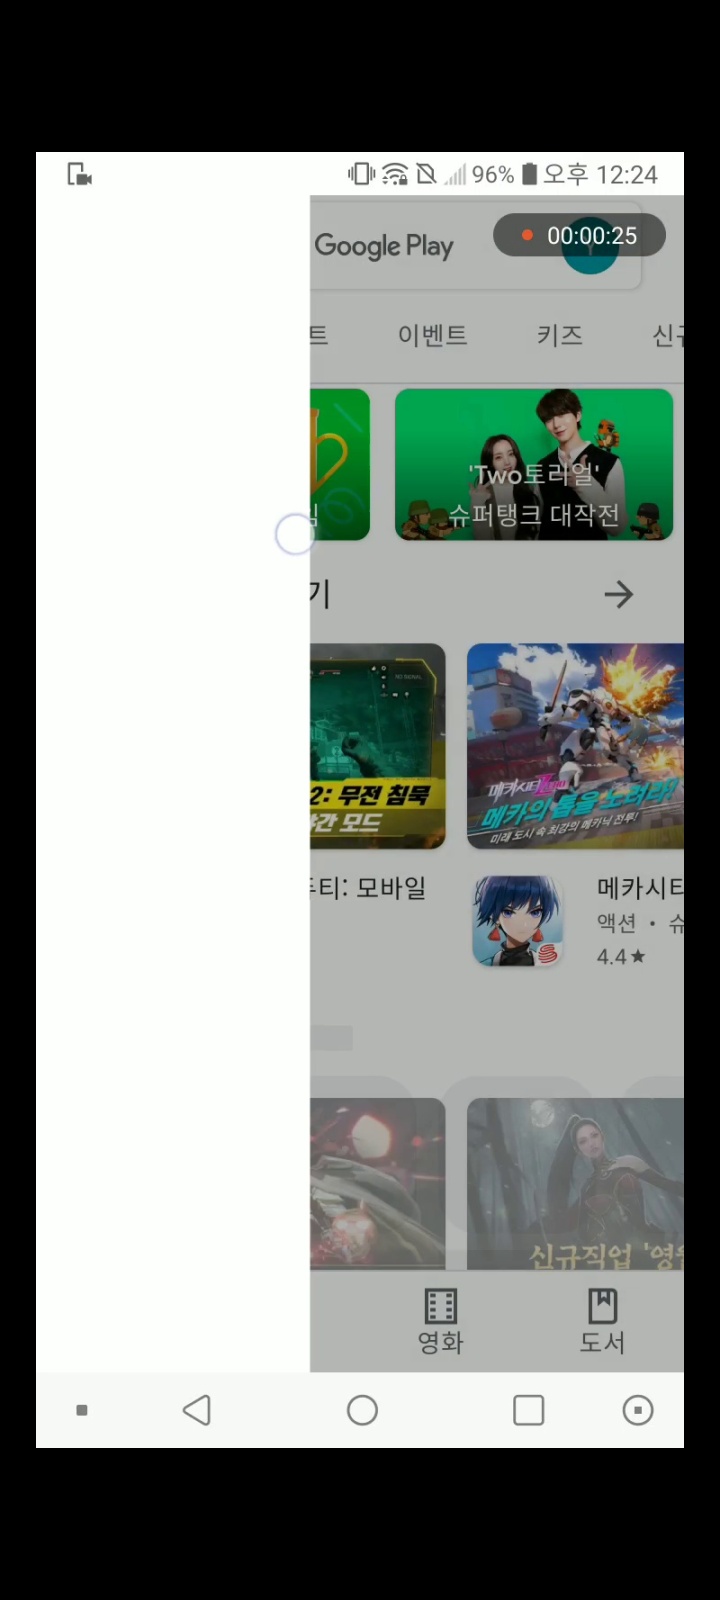 96% 오후 12:24
Google Play
00:00:25
이벤트 키즈
'Two토리얼'
슈퍼탱크 대작전
기
NO SIGNAL
2: 무전 침묵
야간 모드
메카시티
메카의 톱을 노려라!
미래 도시 속 최강의 메카닉 전투!
티: 모바일
메카시티
액션 • 슈
4.4★
신규직업 '영
영화 도서